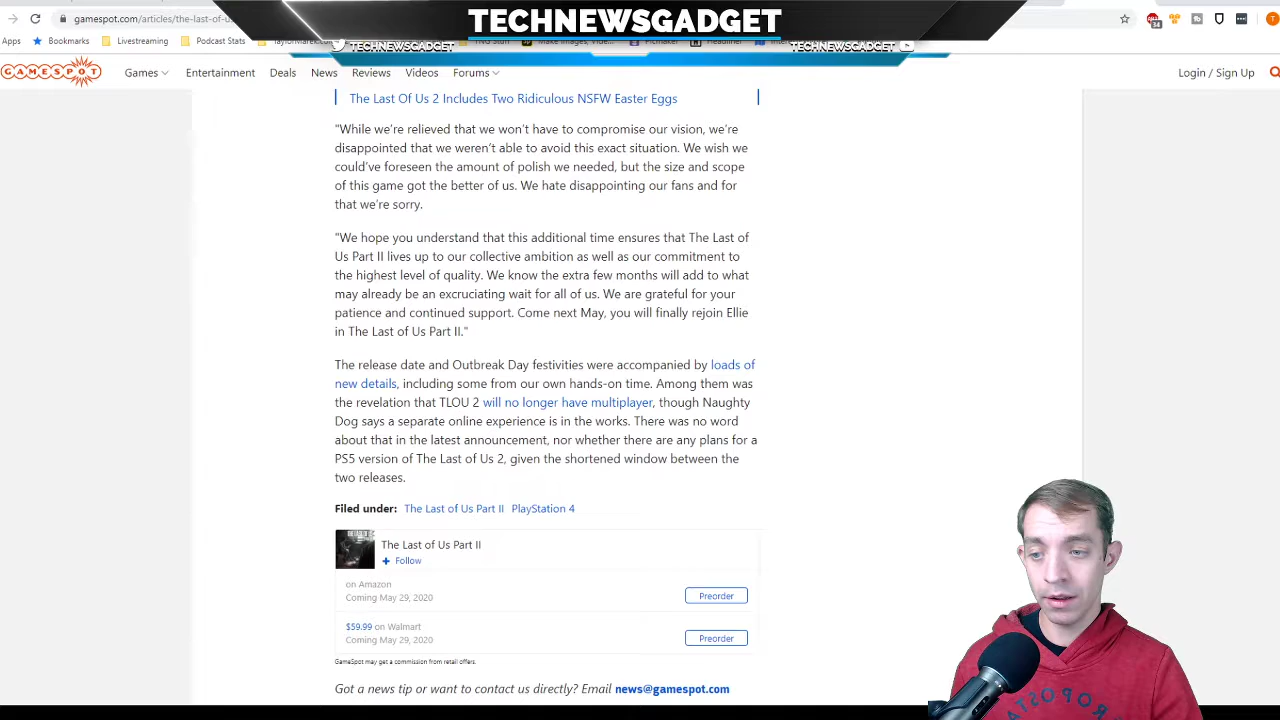 TECHNEWSGADGET
gamespot.com/articles/the-last-of-u
34
T
Apps Bookmarks Livestreaming Podcast Stats
TECHNEWSGADGET TECHNEWSGADGET
GAMESPOT Games Entertainment Deals News Reviews Videos Forums Login / Sign Up
The Last Of Us 2 Includes Two Ridiculous NSFW Easter Eggs
"While we're relieved that we won't have to compromise our vision, we're
disappointed that we weren't able to avoid this exact situation. We wish we
could've foreseen the amount of polish we needed, but the size and scope
of this game got the better of us. We hate disappointing our fans and for
that we're sorry.
"We hope you understand that this additional time ensures that The Last of
Us Part II lives up to our collective ambition as well as our commitment to
the highest level of quality. We know the extra few months will add to what
may already be an excruciating wait for all of us. We are grateful for your
patience and continued support. Come next May, you will finally rejoin Ellie
in The Last of Us Part II."
The release date and Outbreak Day festivities were accompanied by loads of
new details, including some from our own hands-on time. Among them was
the revelation that TLOU 2 will no longer have multiplayer, though Naughty
Dog says a separate online experience is in the works. There was no word
about that in the latest announcement, nor whether there are any plans for a
PS5 version of The Last of Us 2, given the shortened window between the
two releases.
Filed under: The Last of Us Part II PlayStation 4
The Last of Us Part II
+ Follow
on Amazon
Coming May 29, 2020
Preorder
$59.99 on Walmart
Coming May 29, 2020
Preorder
GameSpot may get a commission from retail offers.
Got a news tip or want to contact us directly? Email news@gamespot.com